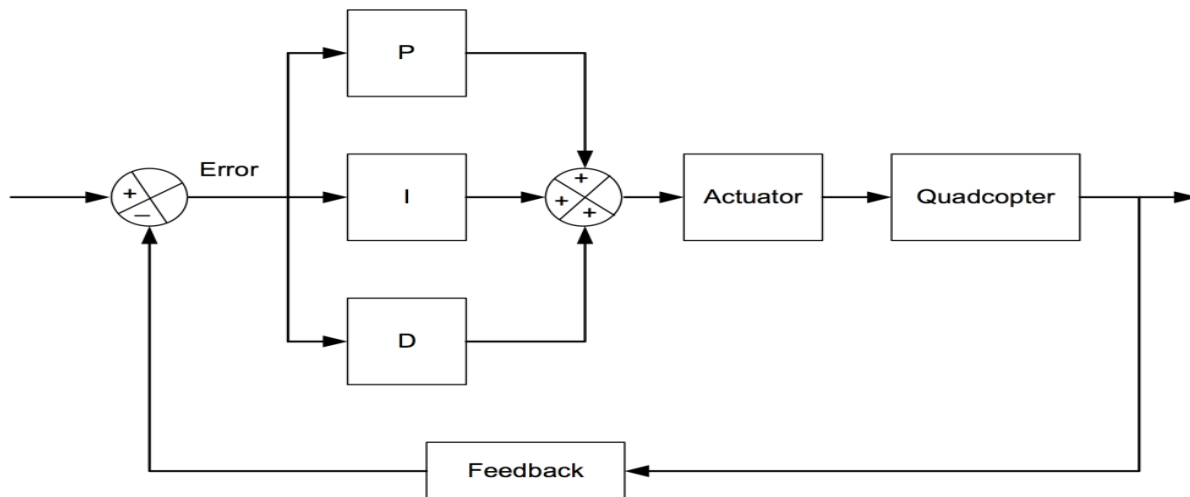 P
Error
+
−
I
+
+
+
Actuator
Quadcopter
D
Feedback